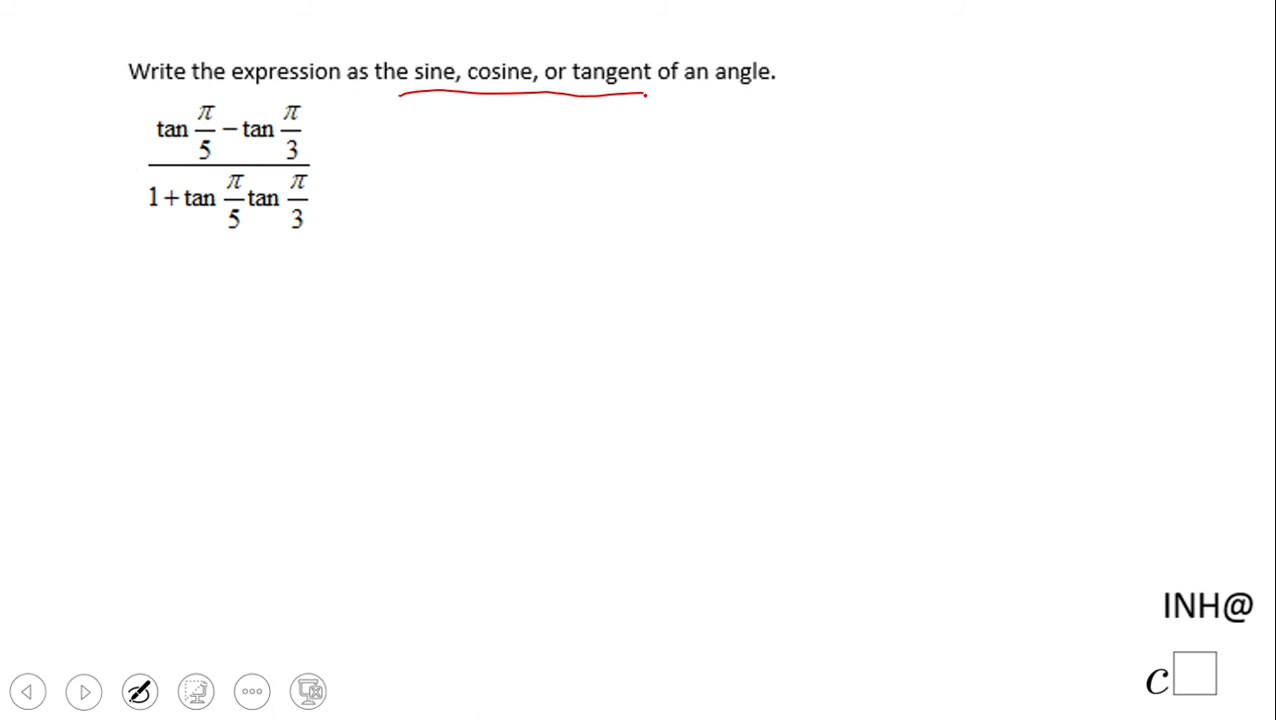 Write the expression as the sine, cosine, or tangent of an angle.
tan π/5 − tan π/3
1 + tan π/5 tan π/3
INH@
c